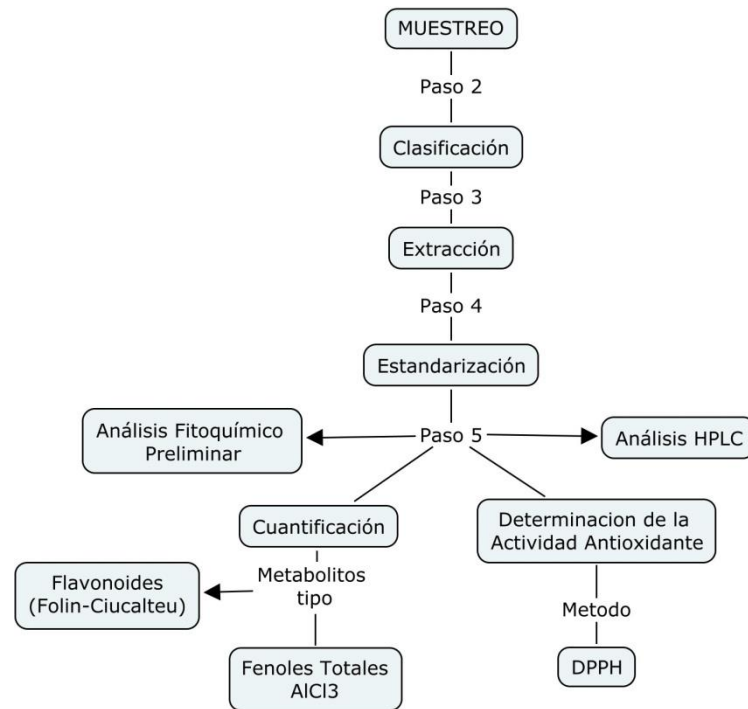 MUESTREO
Paso 2
Clasificación
Paso 3
Extracción
Paso 4
Estandarización
Paso 5
Análisis Fitoquímico
Preliminar
Análisis HPLC
Cuantificación
Determinacion de la
Actividad Antioxidante
Metabolitos
tipo
Flavonoides
(Folin-Ciucalteu)
Metodo
Fenoles Totales
AlCl3
DPPH